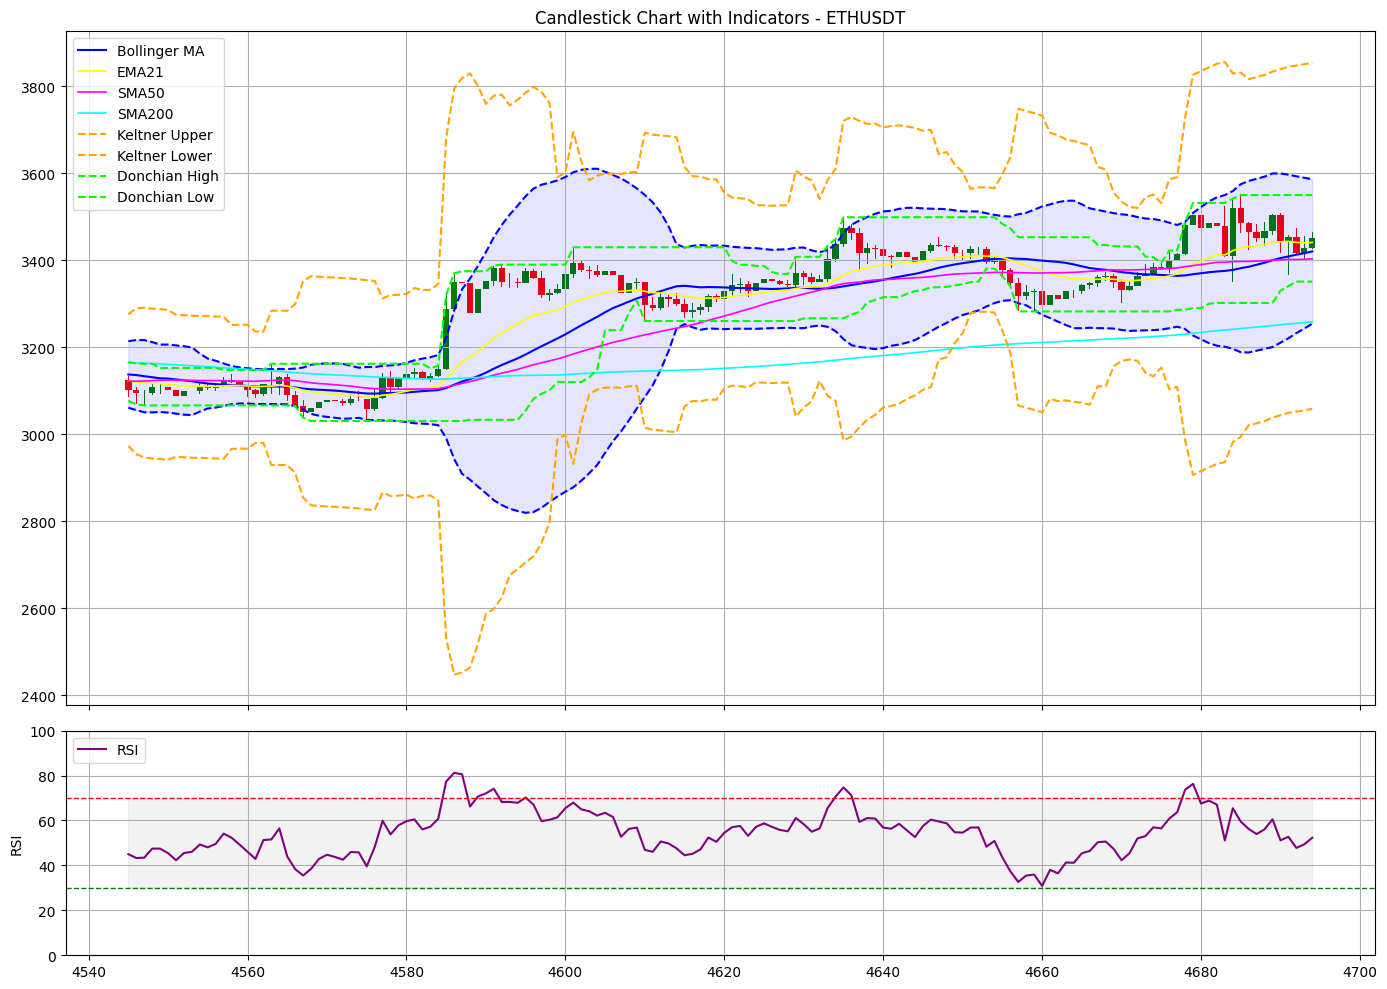 Candlestick Chart with Indicators - ETHUSDT
Bollinger MA
EMA21
SMA50
SMA200
Keltner Upper
Keltner Lower
Donchian High
Donchian Low
3800
3600
3400
3200
3000
2800
2600
2400
RSI
RSI
100
80
60
40
20
0
4540 4560 4580 4600 4620 4640 4660 4680 4700